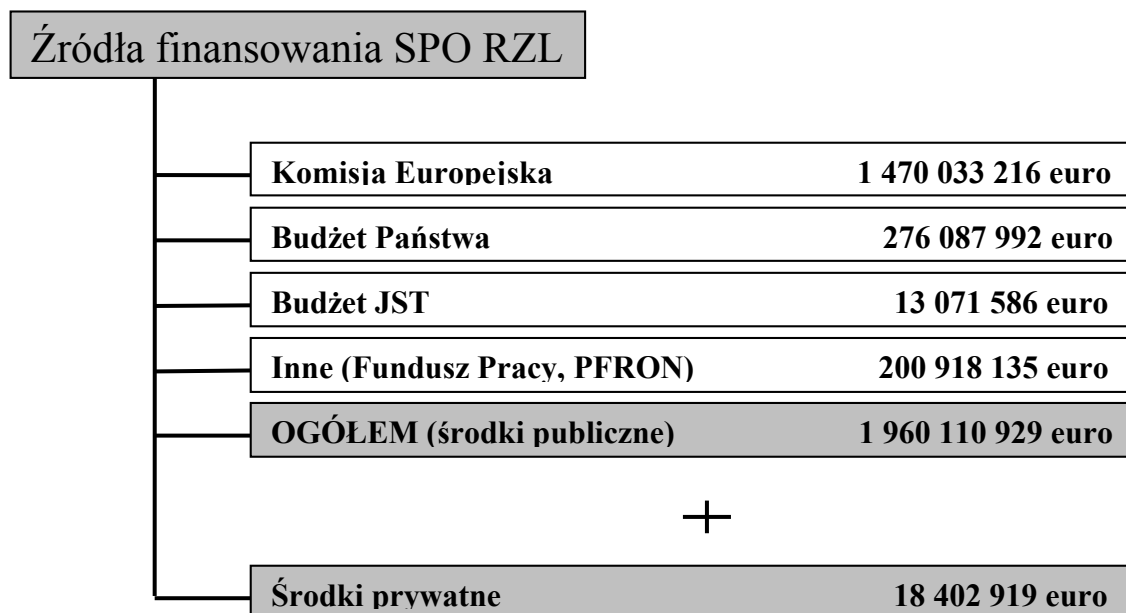 Źródła finansowania SPO RZL
Komisja Europejska 1 470 033 216 euro
Budżet Państwa 276 087 992 euro
Budżet JST 13 071 586 euro
Inne (Fundusz Pracy, PFRON) 200 918 135 euro
OGÓŁEM (środki publiczne) 1 960 110 929 euro
+
Środki prywatne 18 402 919 euro